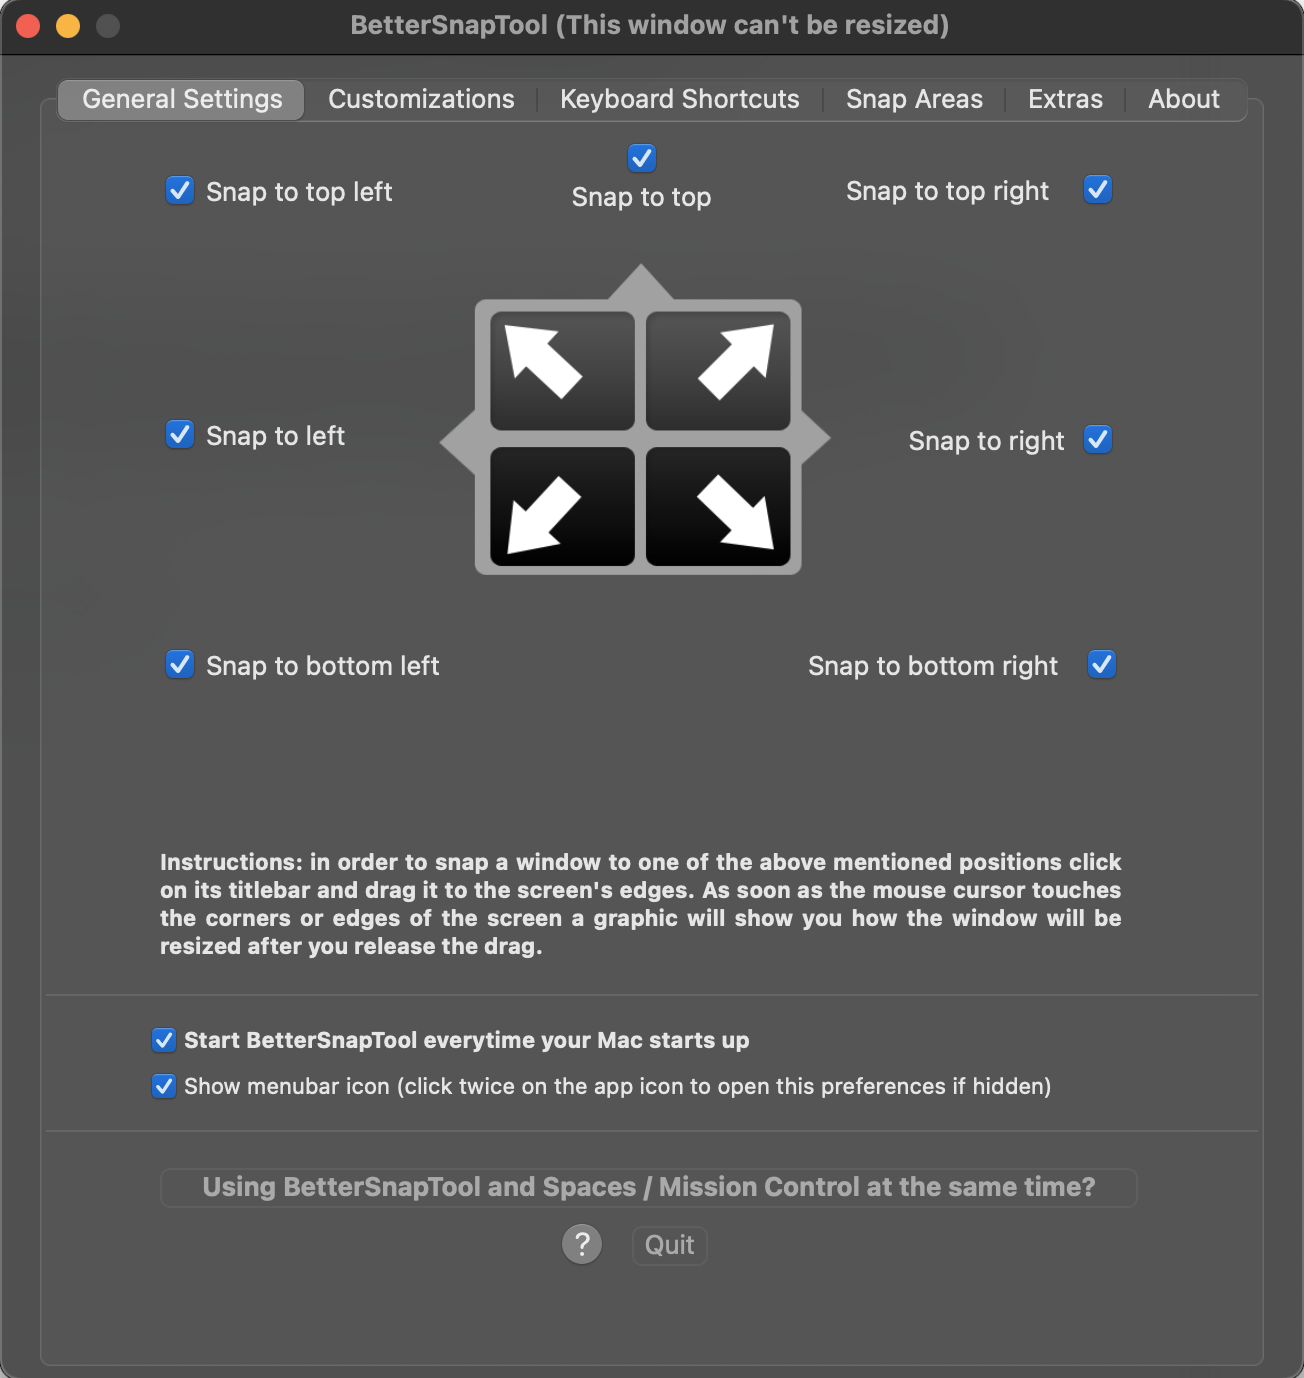 BetterSnapTool (This window can't be resized)
General Settings
Customizations
Keyboard Shortcuts
Snap Areas
Extras
About
Snap to top left
Snap to top
Snap to top right
Snap to left
Snap to right
Snap to bottom left
Snap to bottom right
Instructions: in order to snap a window to one of the above mentioned positions click
on its titlebar and drag it to the screen's edges. As soon as the mouse cursor touches
the corners or edges of the screen a graphic will show you how the window will be
resized after you release the drag.
Start BetterSnapTool everytime your Mac starts up
Show menubar icon (click twice on the app icon to open this preferences if hidden)
Using BetterSnapTool and Spaces / Mission Control at the same time?
?
Quit